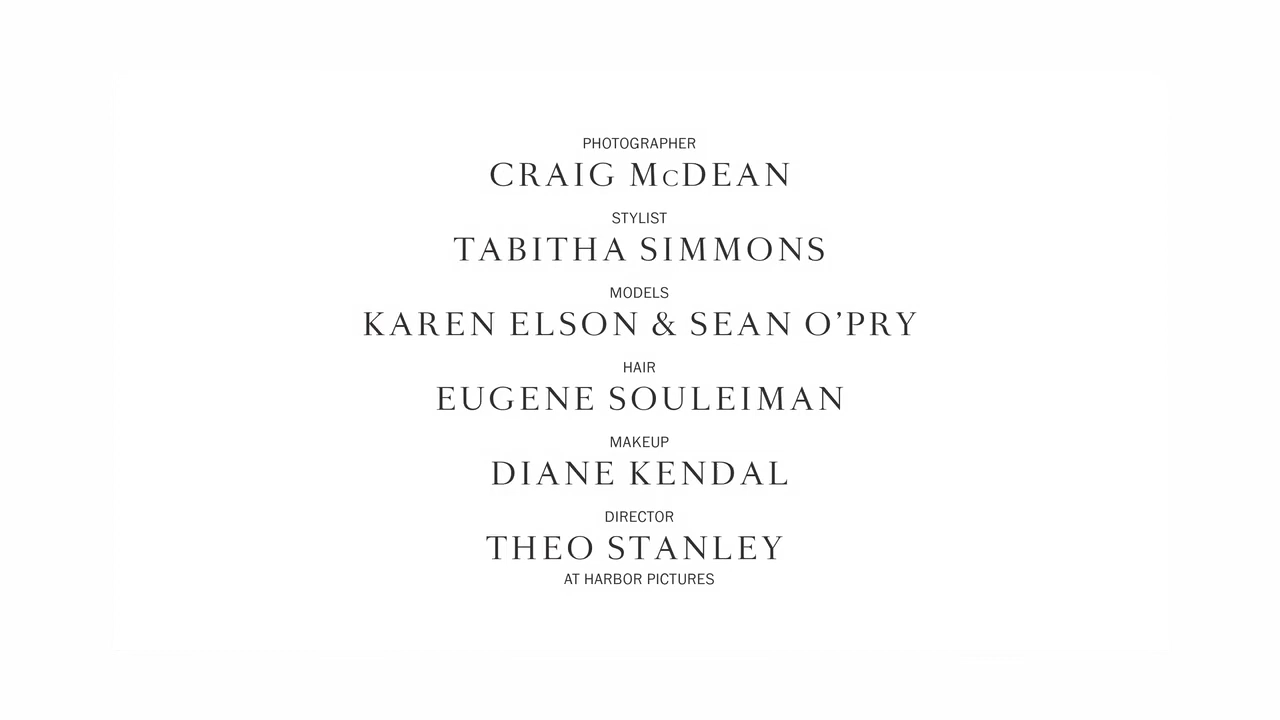 PHOTOGRAPHER
CRAIG McDEAN
STYLIST
TABITHA SIMMONS
MODELS
KAREN ELSON & SEAN O’PRY
HAIR
EUGENE SOULEIMAN
MAKEUP
DIANE KENDAL
DIRECTOR
THEO STANLEY
AT HARBOR PICTURES